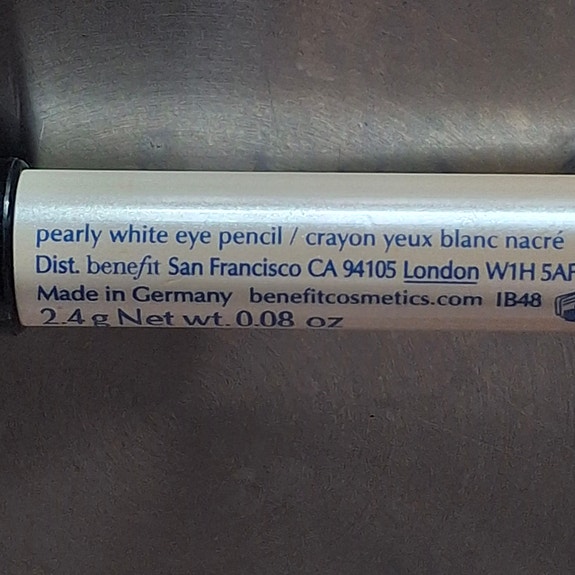 pearly white eye pencil / crayon yeux blanc nacré
Dist. benefit San Francisco CA 94105 London W1H 5AF
Made in Germany benefitcosmetics.com IB48
2.4 g Net wt. 0.08 oz